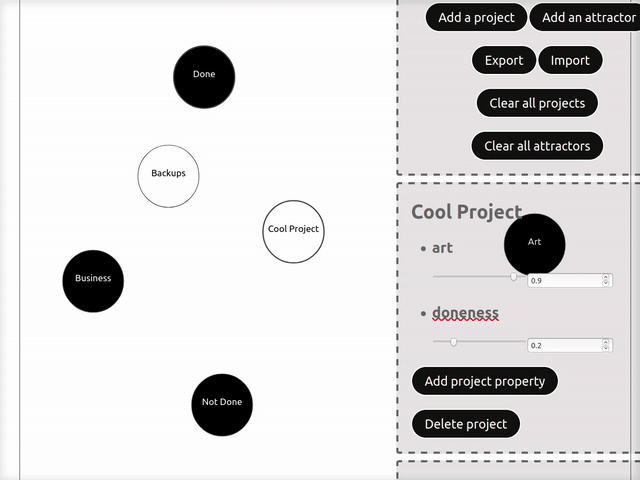 Add a project
Add an attractor
Export
Import
Clear all projects
Clear all attractors
Done
Backups
Cool Project
Business
Not Done
Cool Project
Art
art
0.9
doneness
0.2
Add project property
Delete project